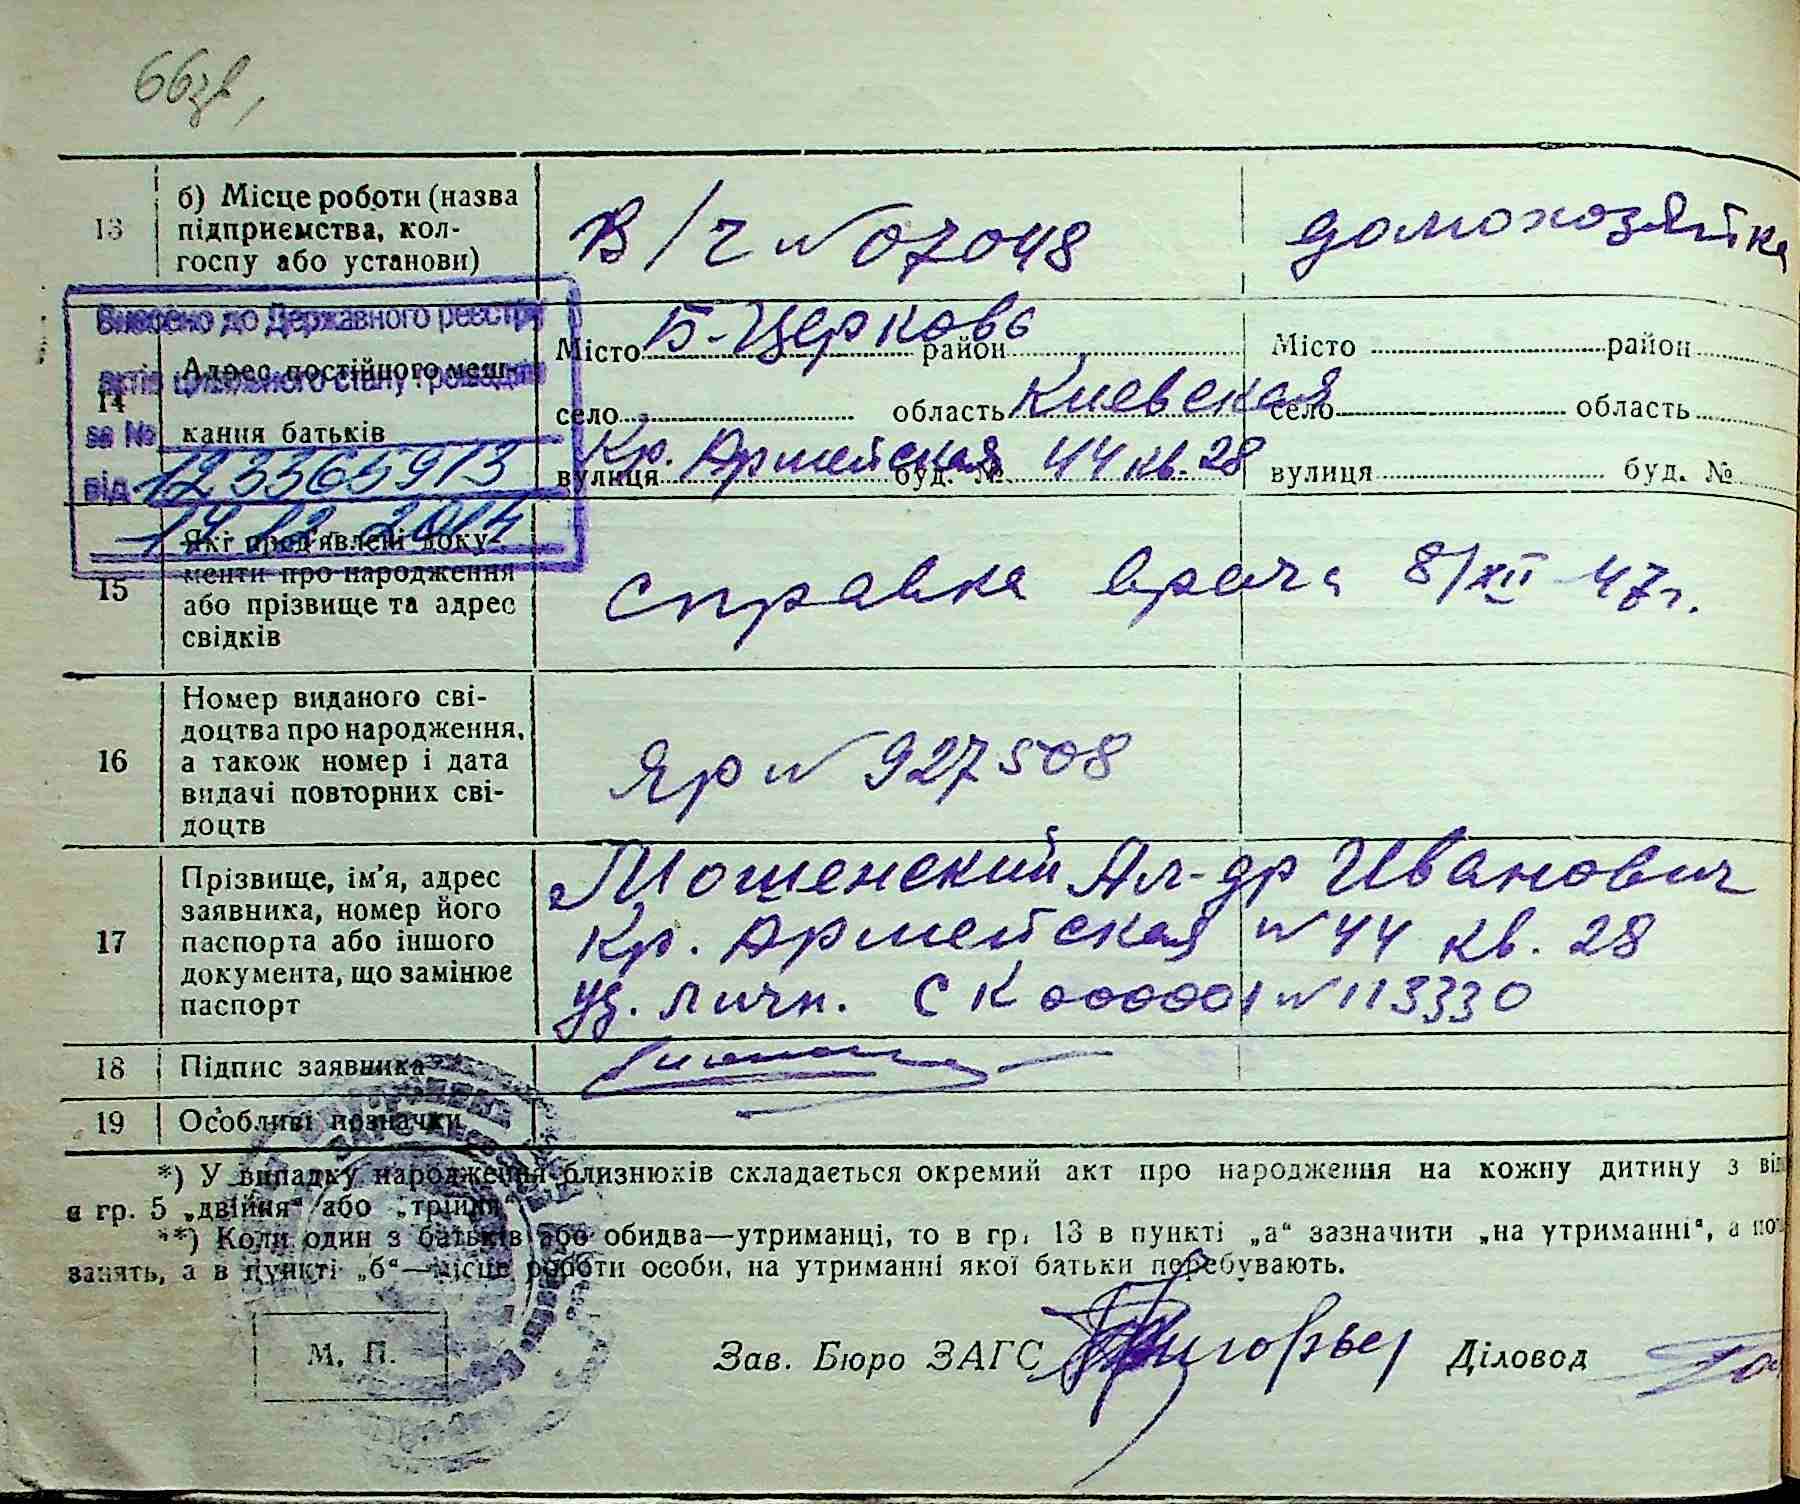 66зв,
13 б) Місце роботи (назва підприємства, кол-госпу або установи) В/ч № 07048 домохозяйка
Внесено до Державного реєстру
актів цивільного стану громадян
за № 123365913
від 17.12.2014
14 Адрес постійного меш-кання батьків
Місто Б-Церковь район Місто район
село область Киевская село область
вулиця Кр. Армейская буд. № 44 кв. 28 вулиця буд. №
15 Які пред'явлені доку-
менти про народження
або прізвище та адрес
свідків
справка врача 8/XII-47г.
16 Номер виданого сві-
доцтва про народження,
а також номер і дата
видачі повторних сві-
доцтв
Яр № 927508
17 Прізвище, ім'я, адрес
заявника, номер його
паспорта або іншого
документа, що замінює
паспорт
Мошенский Ал-др Иванович
Кр. Армейская № 44 кв. 28
уд. личн. СК 000001 № 113330
18 Підпис заявника
19 Особливі позначки
*) У випадку народження близнюків складається окремий акт про народження на кожну дитину з
в гр. 5 „двійня“ або „трійня“
**) Коли один з батьків або обидва—утриманці, то в гр. 13 в пункті „а“ зазначити „на утриманні“, а
занять, а в пункті „б“—місце роботи особи, на утриманні якої батьки перебувають.
М. П. Зав. Бюро ЗАГС Діловод